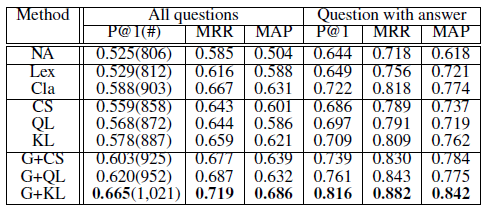 Method All questions Question with answer
P@1(#) MRR MAP P@1 MRR MAP
NA 0.525(806) 0.585 0.504 0.644 0.718 0.618
Lex 0.529(812) 0.616 0.588 0.649 0.756 0.721
Cla 0.588(903) 0.667 0.631 0.722 0.818 0.774
CS 0.559(858) 0.643 0.601 0.686 0.789 0.737
QL 0.568(872) 0.644 0.586 0.697 0.791 0.719
KL 0.578(887) 0.659 0.621 0.709 0.809 0.762
G+CS 0.603(925) 0.677 0.639 0.739 0.830 0.784
G+QL 0.620(952) 0.687 0.632 0.761 0.843 0.775
G+KL 0.665(1,021) 0.719 0.686 0.816 0.882 0.842